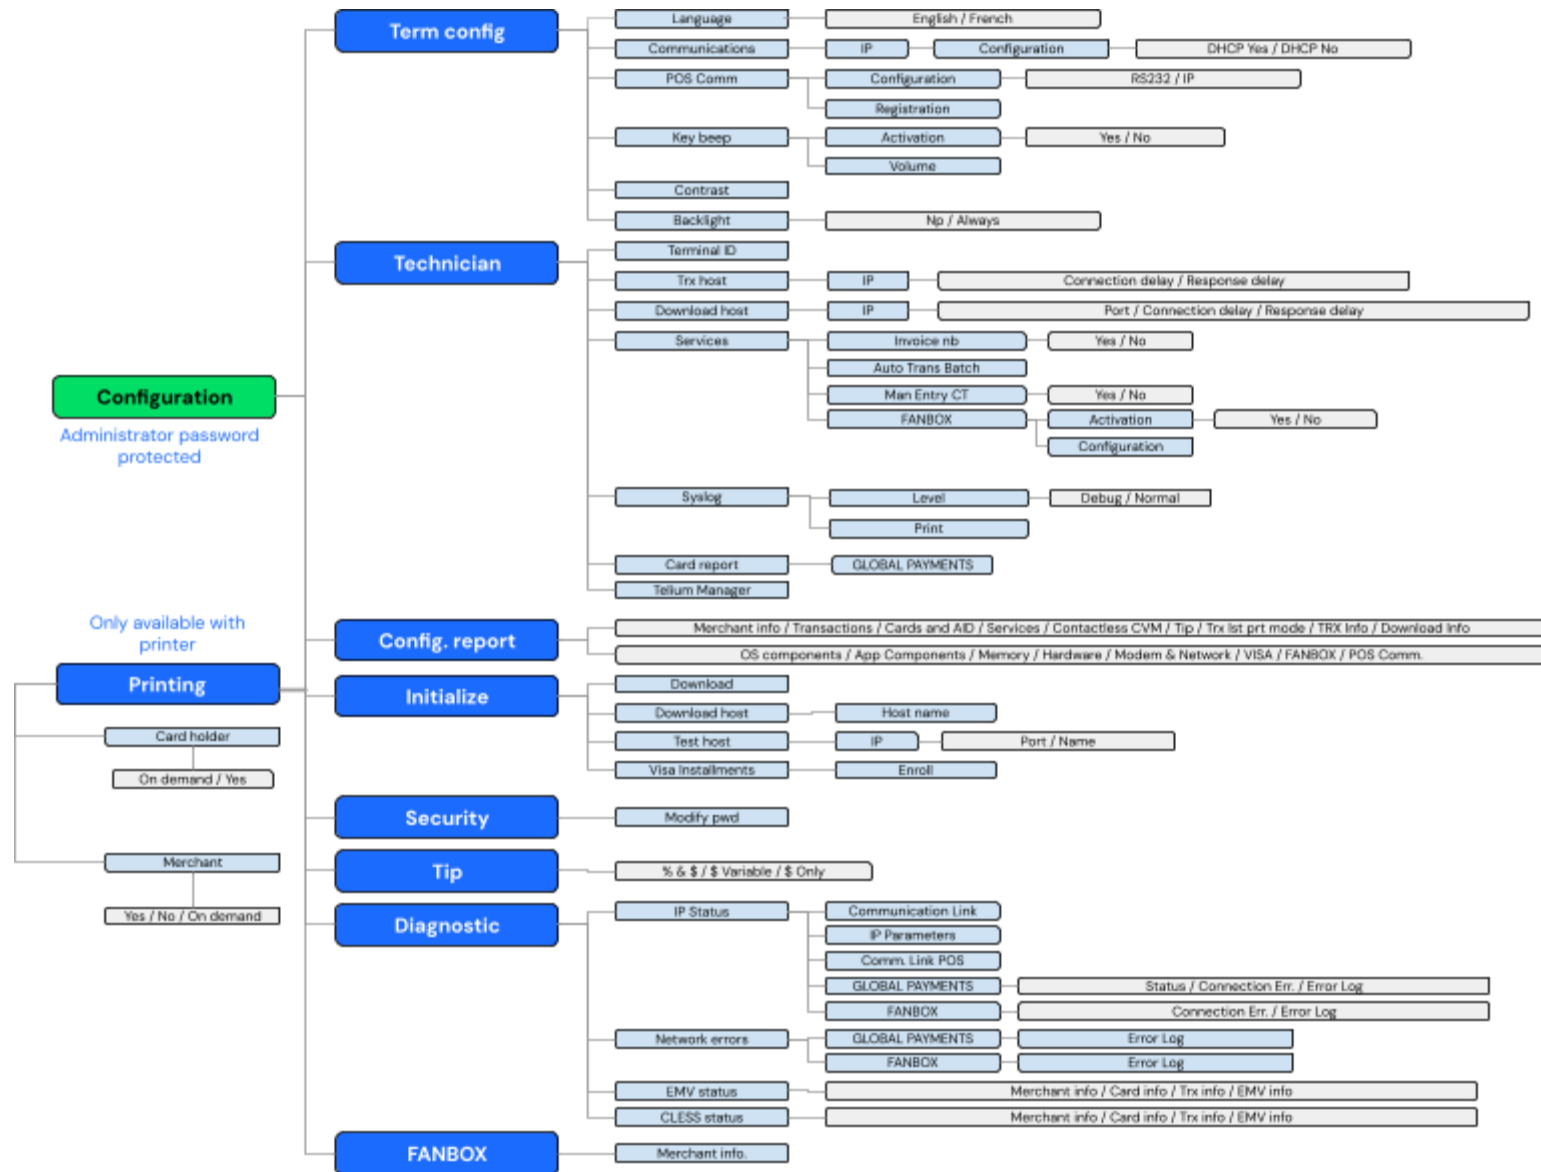 Configuration
Administrator password
protected
Only available with
printer
Printing
Card holder
On demand / Yes
Merchant
Yes / No / On demand
Term config
Language
English / French
Communications
IP
Configuration
DHCP Yes / DHCP No
POS Comm
Configuration
RS232 / IP
Registration
Key beep
Activation
Yes / No
Volume
Contrast
Backlight
Np / Always
Technician
Terminal ID
Trx host
IP
Connection delay / Response delay
Download host
IP
Port / Connection delay / Response delay
Services
Invoice nb
Yes / No
Auto Trans Batch
Man Entry CT
Yes / No
FANBOX
Activation
Yes / No
Configuration
Syslog
Level
Debug / Normal
Print
Card report
GLOBAL PAYMENTS
Telium Manager
Config. report
Merchant info / Transactions / Cards and AID / Services / Contactless CVM / Tip / Trx lst prt mode / TRX Info / Download Info
OS components / App Components / Memory / Hardware / Modem & Network / VISA / FANBOX / POS Comm.
Initialize
Download
Download host
Host name
Test host
IP
Port / Name
Visa Installments
Enroll
Security
Modify pwd
Tip
% & $ / $ Variable / $ Only
Diagnostic
IP Status
Communication Link
IP Parameters
Comm. Link POS
GLOBAL PAYMENTS
Status / Connection Err. / Error Log
FANBOX
Connection Err. / Error Log
Network errors
GLOBAL PAYMENTS
Error Log
FANBOX
Error Log
EMV status
Merchant info / Card info / Trx info / EMV info
CLESS status
Merchant info / Card info / Trx info / EMV info
FANBOX
Merchant info.